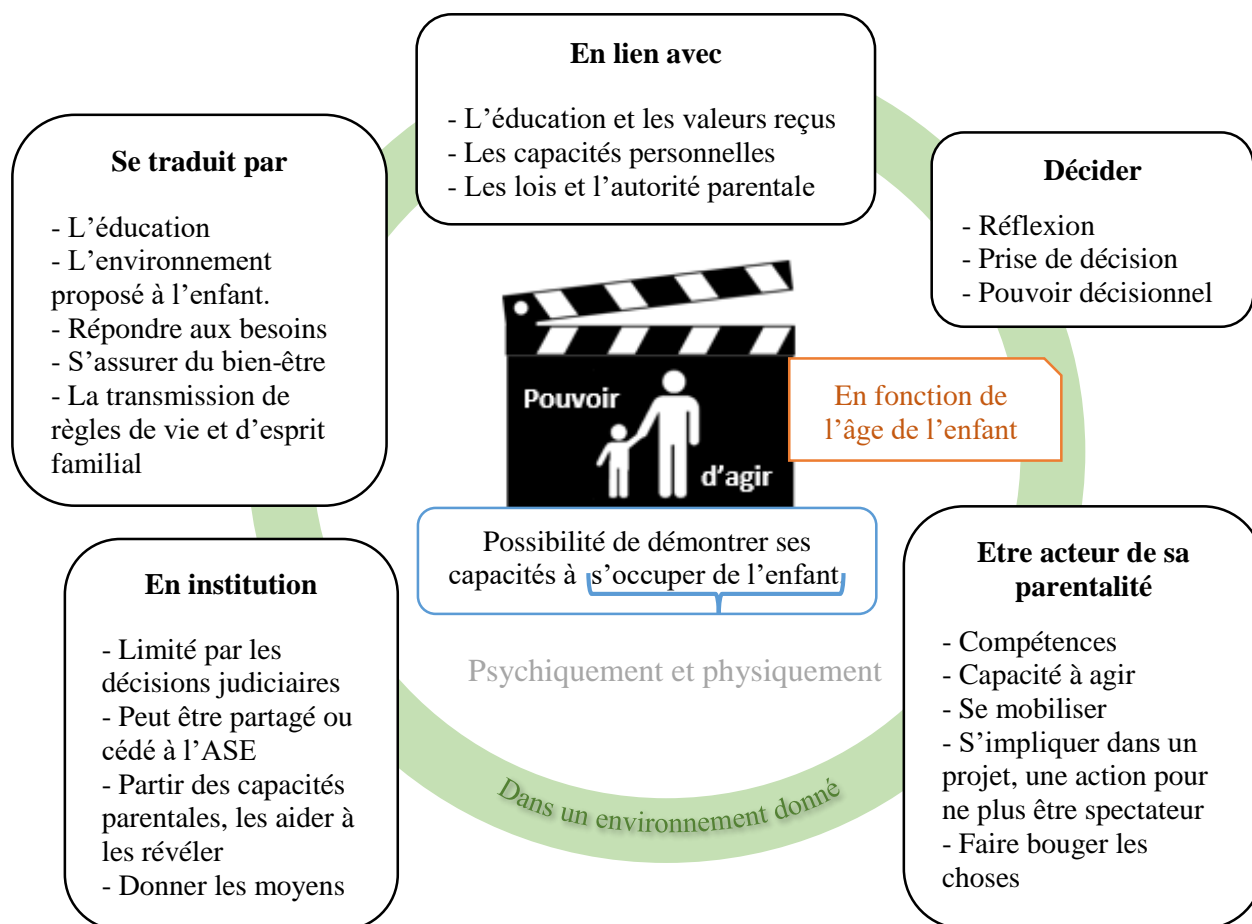 En lien avec
- L’éducation et les valeurs reçus
- Les capacités personnelles
- Les lois et l’autorité parentale
Se traduit par
- L’éducation
- L’environnement
proposé à l’enfant.
- Répondre aux besoins
- S’assurer du bien-être
- La transmission de
règles de vie et d’esprit
familial
Décider
- Réflexion
- Prise de décision
- Pouvoir décisionnel
Pouvoir
d’agir
En fonction de
l’âge de l’enfant
Possibilité de démontrer ses
capacités à s’occuper de l’enfant
Psychiquement et physiquement
En institution
- Limité par les
décisions judiciaires
- Peut être partagé ou
cédé à l’ASE
- Partir des capacités
parentales, les aider à
les révéler
- Donner les moyens
Etre acteur de sa
parentalité
- Compétences
- Capacité à agir
- Se mobiliser
- S’impliquer dans un
projet, une action pour
ne plus être spectateur
- Faire bouger les
choses
Dans un environnement donné